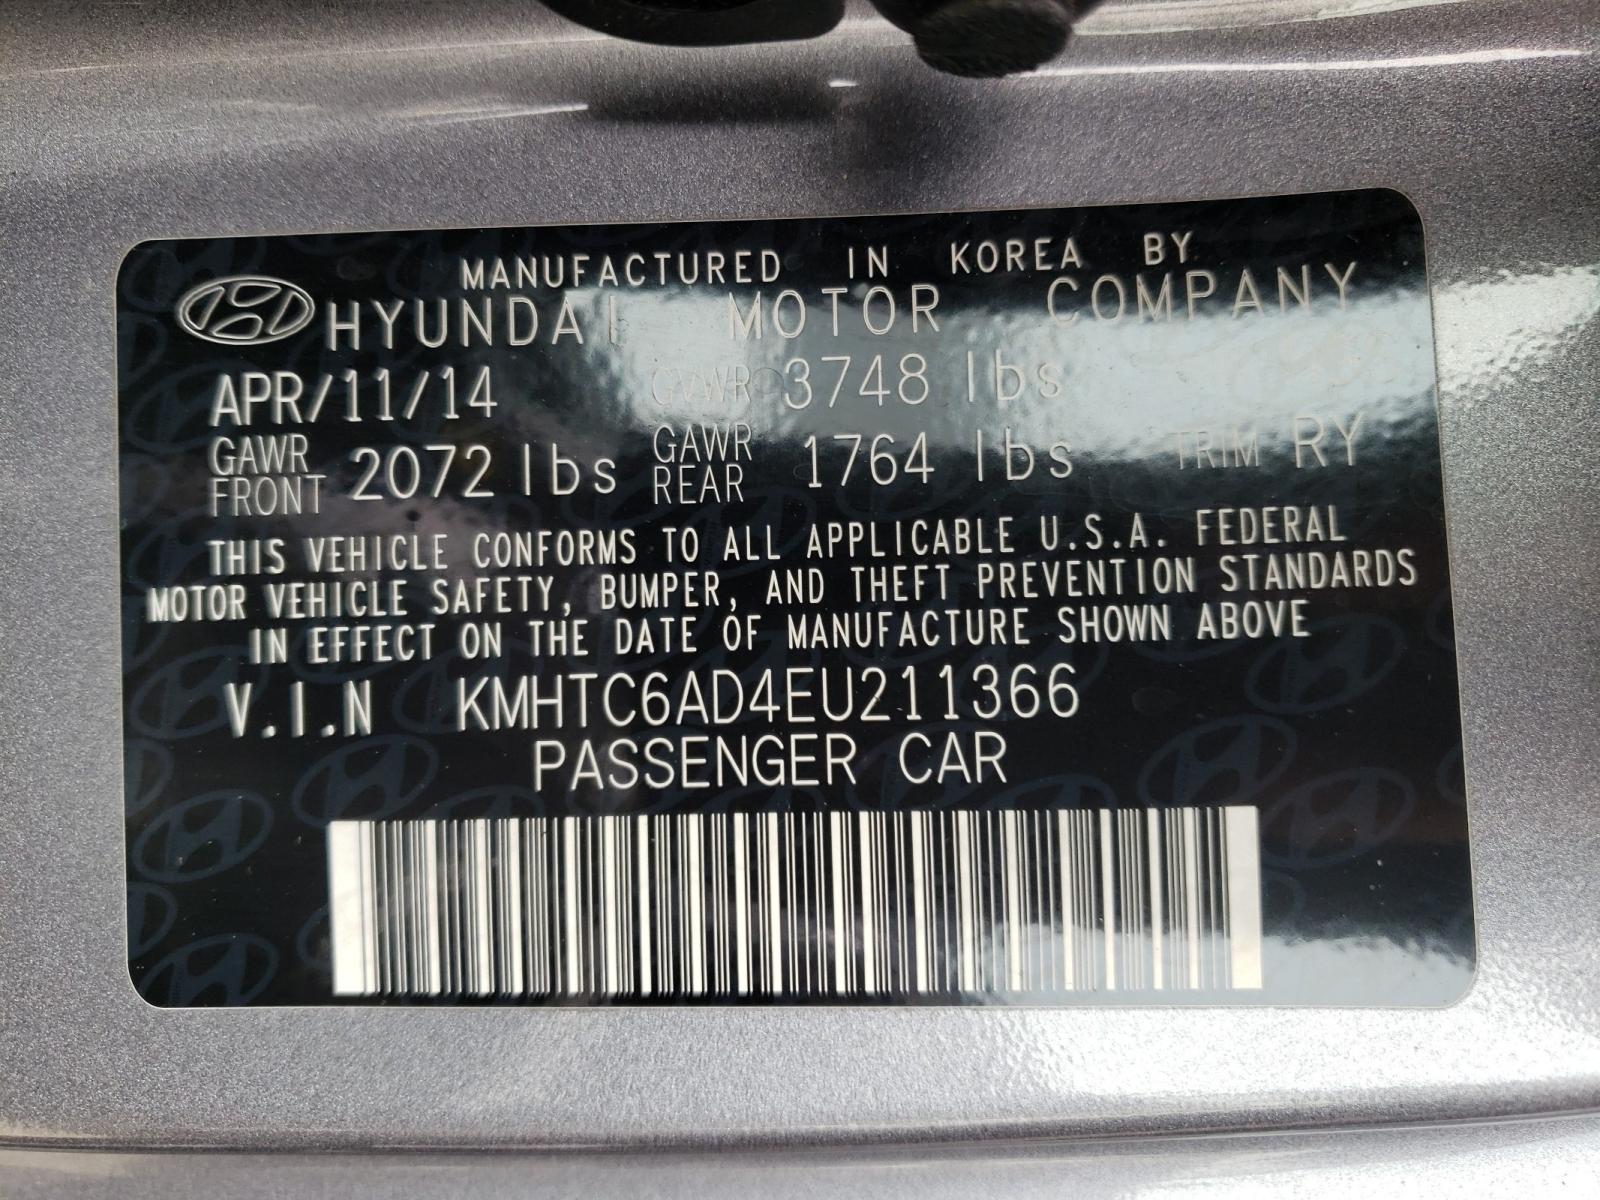 MANUFACTURED IN KOREA BY
HYUNDAI MOTOR COMPANY
APR/11/14 GVWR 3748 lbs
GAWR FRONT 2072 lbs GAWR REAR 1764 lbs TRIM RY
THIS VEHICLE CONFORMS TO ALL APPLICABLE U.S.A. FEDERAL
MOTOR VEHICLE SAFETY, BUMPER, AND THEFT PREVENTION STANDARDS
IN EFFECT ON THE DATE OF MANUFACTURE SHOWN ABOVE
V.I.N KMHTC6AD4EU211366
PASSENGER CAR